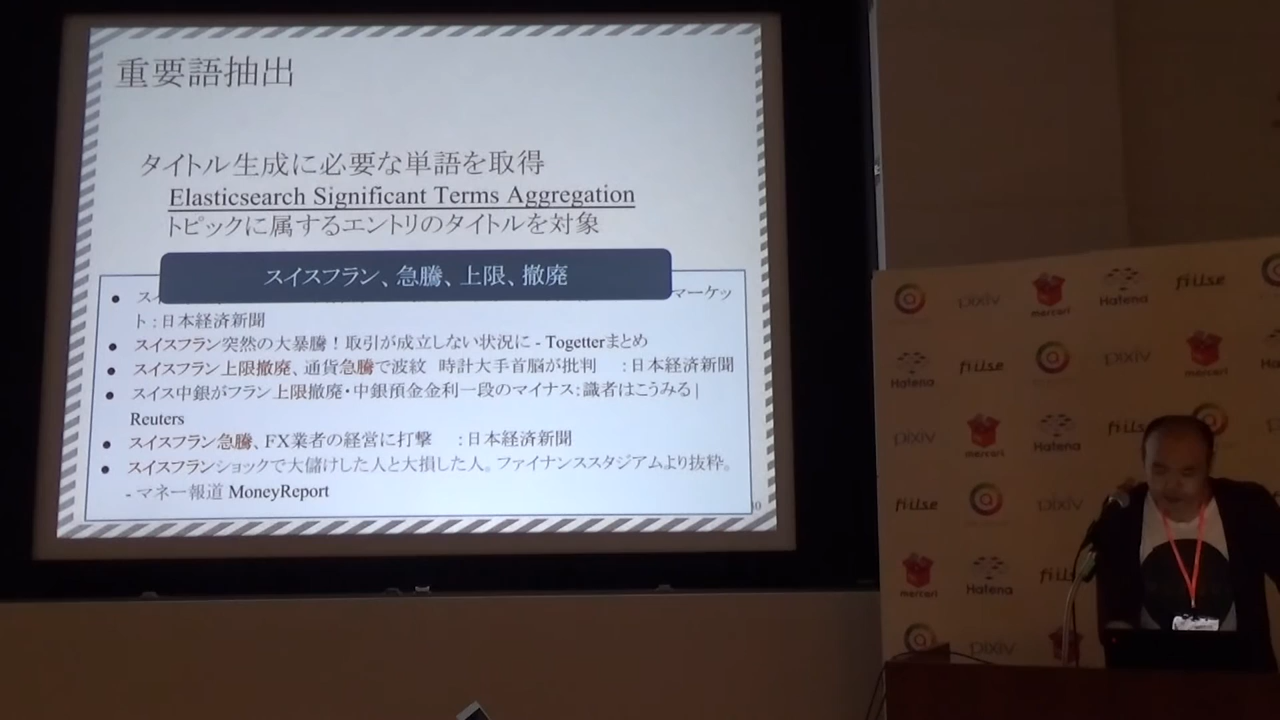 重要語抽出
タイトル生成に必要な単語を取得
Elasticsearch Significant Terms Aggregation
トピックに属するエントリのタイトルを対象
スイスフラン、急騰、上限、撤廃
スイ
マーケッ
ト : 日本経済新聞
スイスフラン突然の大暴騰！取引が成立しない状況に - Togetterまとめ
スイスフラン上限撤廃、通貨急騰で波紋 時計大手首脳が批判 : 日本経済新聞
スイス中銀がフラン上限撤廃・中銀預金金利一段のマイナス：識者はこうみる |
Reuters
スイスフラン急騰、FX業者の経営に打撃 : 日本経済新聞
スイスフランショックで大儲けした人と大損した人。ファイナンススタジアムより抜粋。
- マネー報道 MoneyReport
pixiv
mercari
Hatena
Hatena
pixiv
mercari
pixiv
mercari
Hatena
pixiv
mercari
Hatena
pixiv